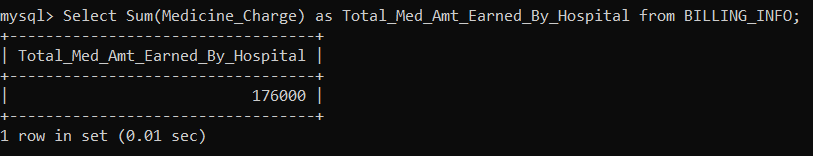 mysql> Select Sum(Medicine_Charge) as Total_Med_Amt_Earned_By_Hospital from BILLING_INFO;
+----------------------------------+
| Total_Med_Amt_Earned_By_Hospital |
+----------------------------------+
|                           176000 |
+----------------------------------+
1 row in set (0.01 sec)